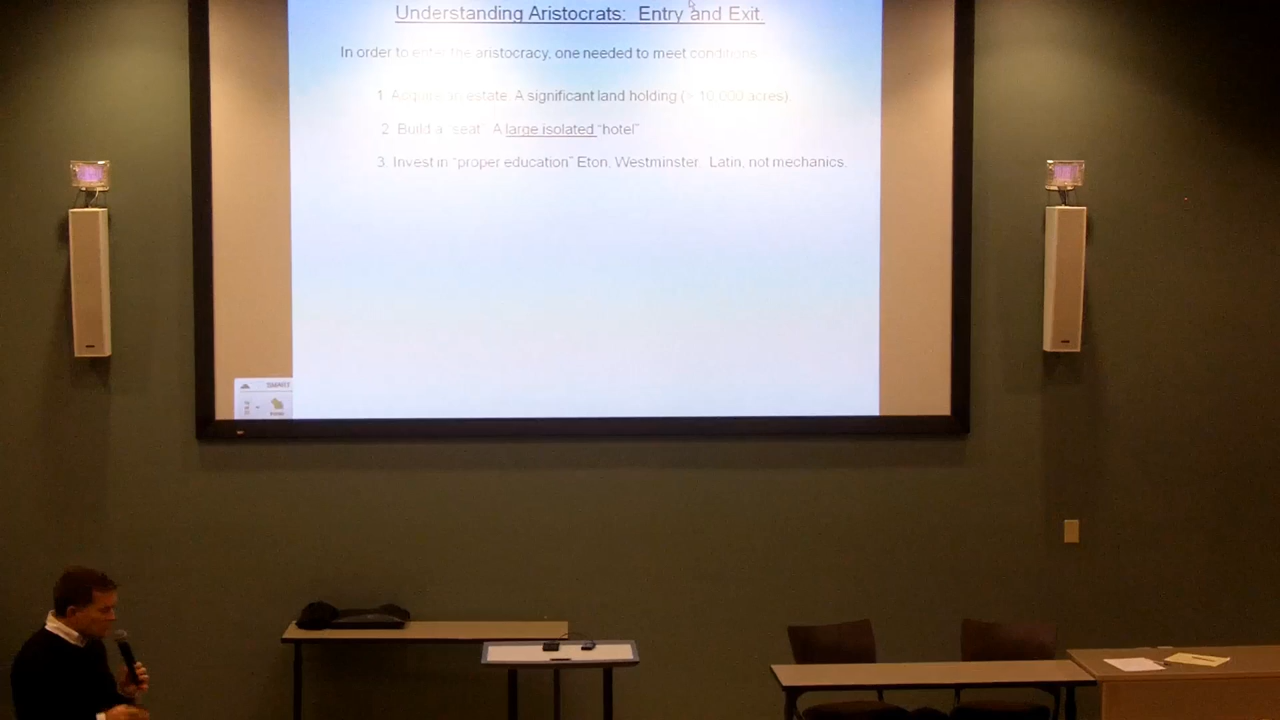 Understanding Aristocrats: Entry and Exit.
In order to enter the aristocracy, one needed to meet conditions.
1. Acquire an estate. A significant land holding (> 10,000 acres).
2. Build a "seat". A large isolated "hotel"
3. Invest in "proper education" Eton, Westminster. Latin, not mechanics.
SMART